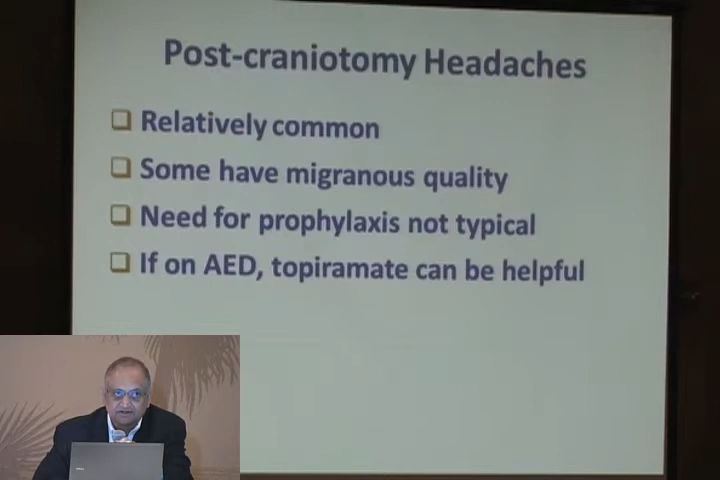 Post-craniotomy Headaches
Relatively common
Some have migranous quality
Need for prophylaxis not typical
If on AED, topiramate can be helpful